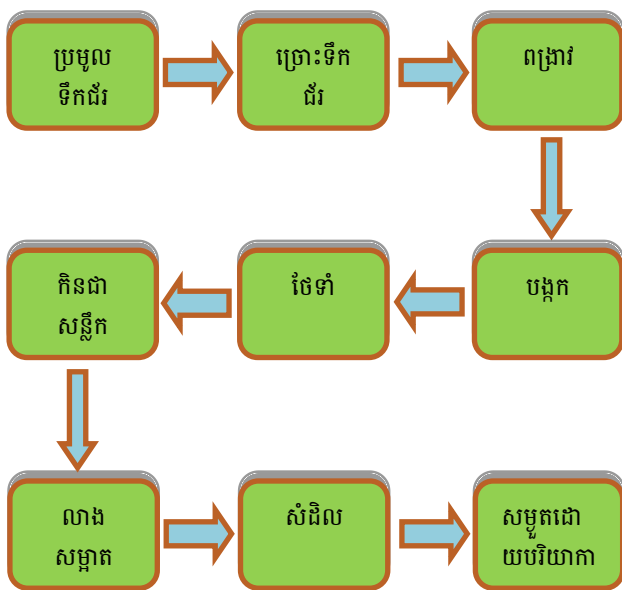 ប្រមូល
ទឹកជ័រ
ច្រោះទឹក
ជ័រ
ពង្រាវ
បង្កក
ថែទាំ
កិនជា
សន្លឹក
លាង
សម្អាត
សំដិល
សម្ងួតដោ
យបរិយាកា